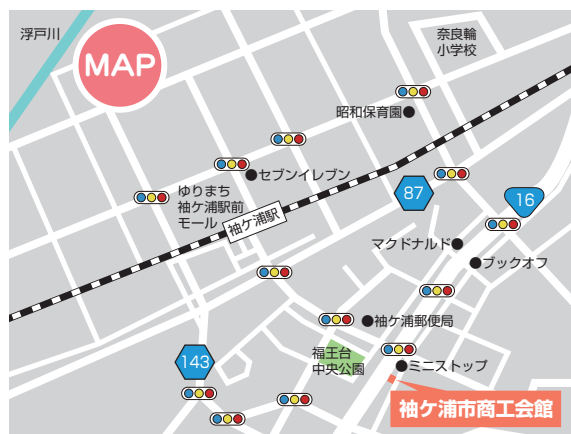 浮戸川
MAP
奈良輪
小学校
昭和保育園
セブンイレブン
ゆりまち
袖ケ浦駅前
モール
袖ケ浦駅
87
16
マクドナルド
ブックオフ
袖ケ浦郵便局
福王台
中央公園
143
ミニストップ
袖ケ浦市商工会館